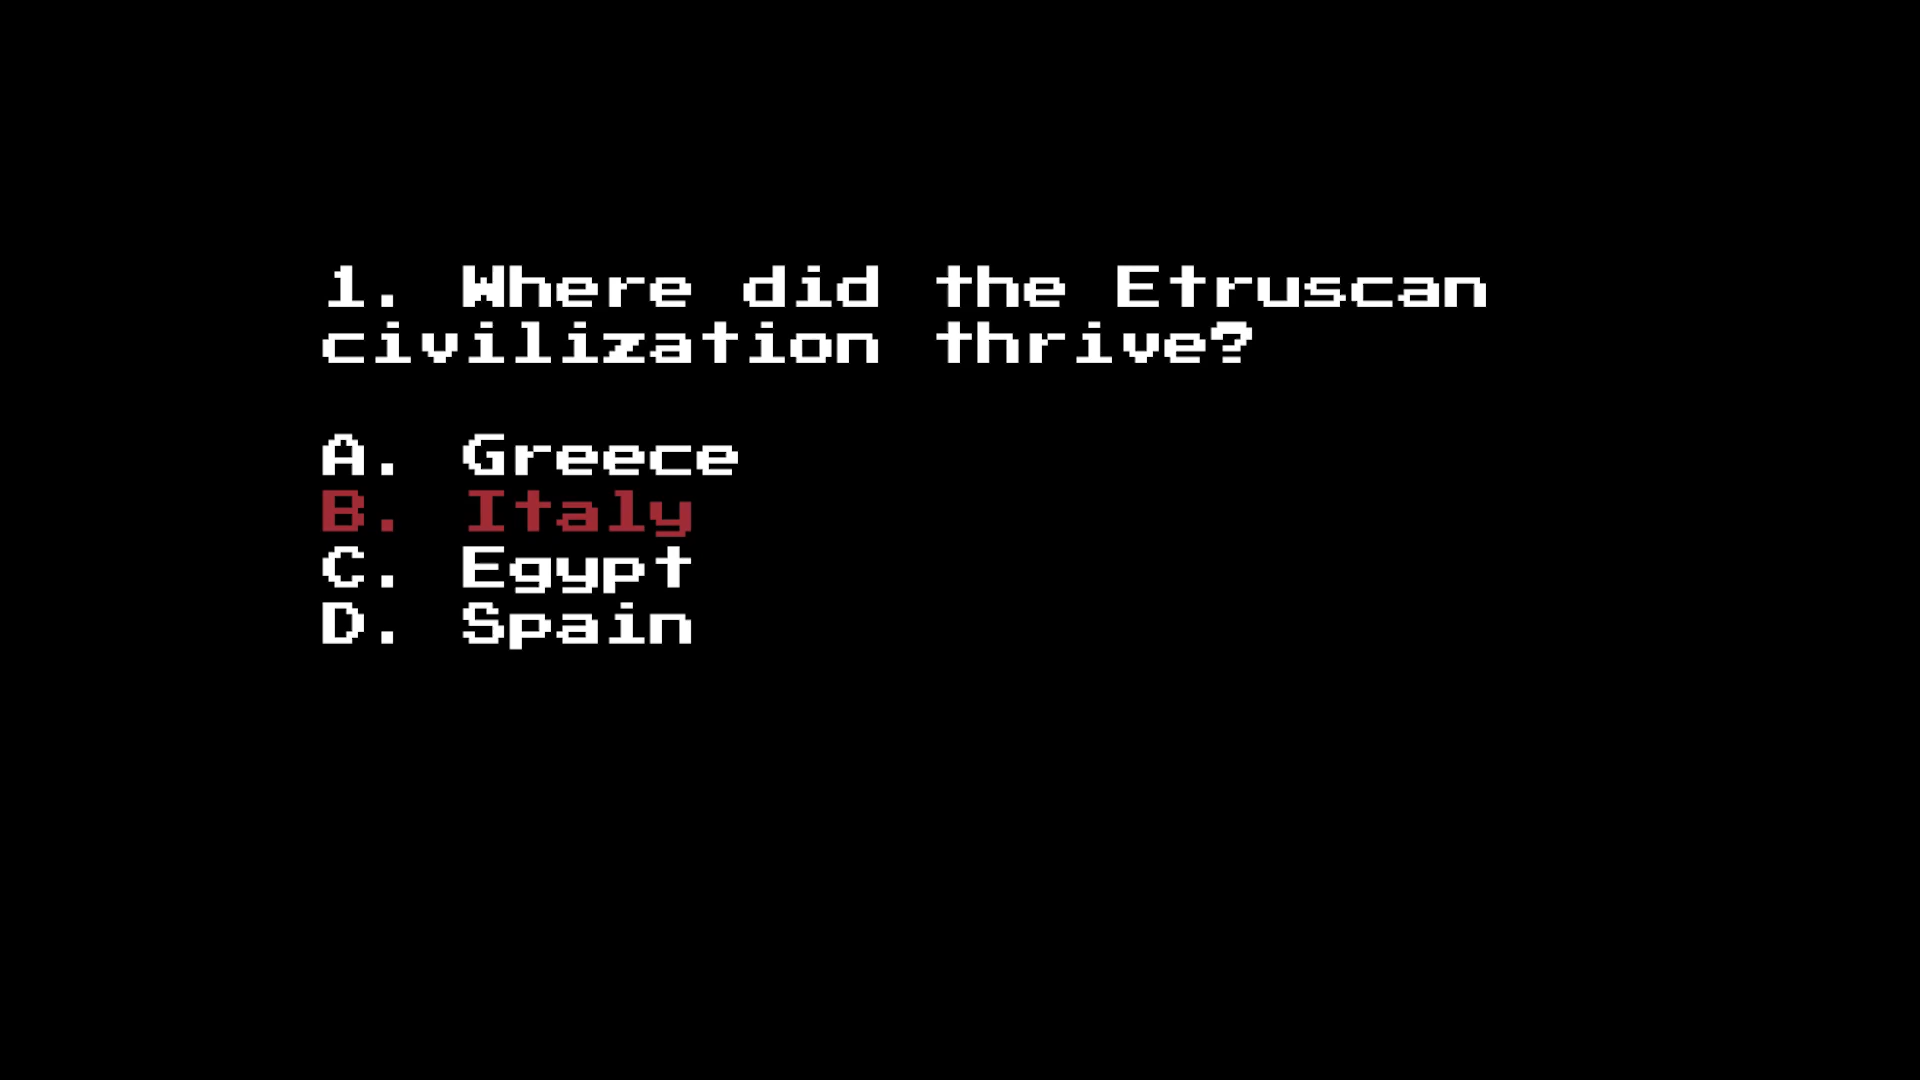 1. Where did the Etruscan
civilization thrive?
A. Greece
B. Italy
C. Egypt
D. Spain